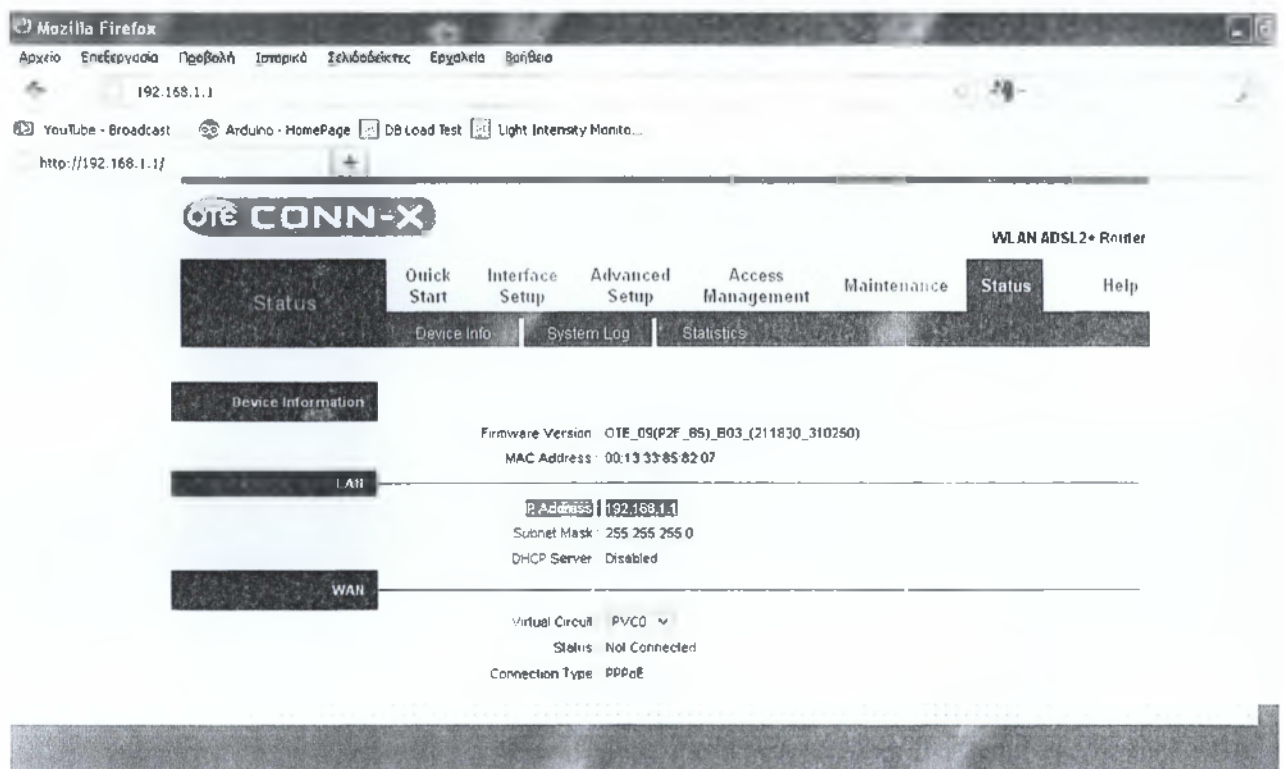 Mozilla Firefox
Αρχείο Επεξεργασία Προβολή Ιστορικό Σελιδοδείκτες Εργαλεία Βοήθεια
192.168.1.1
YouTube - Broadcast Arduino - HomePage DB Load Test Light Intensity Monito...
http://192.168.1.1/ +
OTE CONN-X
WLAN ADSL2+ Router
Status
Quick Start
Interface Setup
Advanced Setup
Access Management
Maintenance
Status
Help
Device Info System Log Statistics
Device Information
Firmware Version OTE_09(P2F_85)_B03_(211830_310250)
MAC Address : 00:13:33:85:82:07
LAN
IP Address : 192.168.1.1
Subnet Mask : 255.255.255.0
DHCP Server Disabled
WAN
Virtual Circuit PVC0
Status Not Connected
Connection Type PPPoE